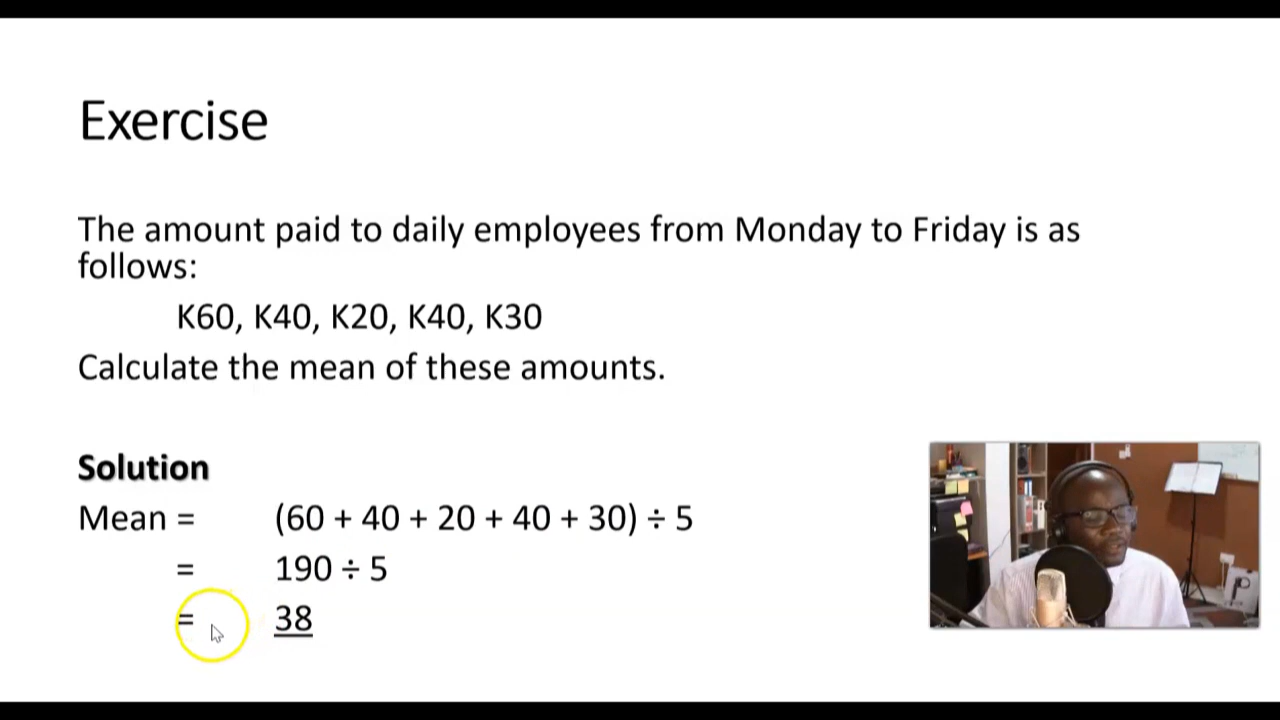 Exercise
The amount paid to daily employees from Monday to Friday is as
follows:
K60, K40, K20, K40, K30
Calculate the mean of these amounts.
Solution
Mean = (60 + 40 + 20 + 40 + 30) ÷ 5
= 190 ÷ 5
= 38